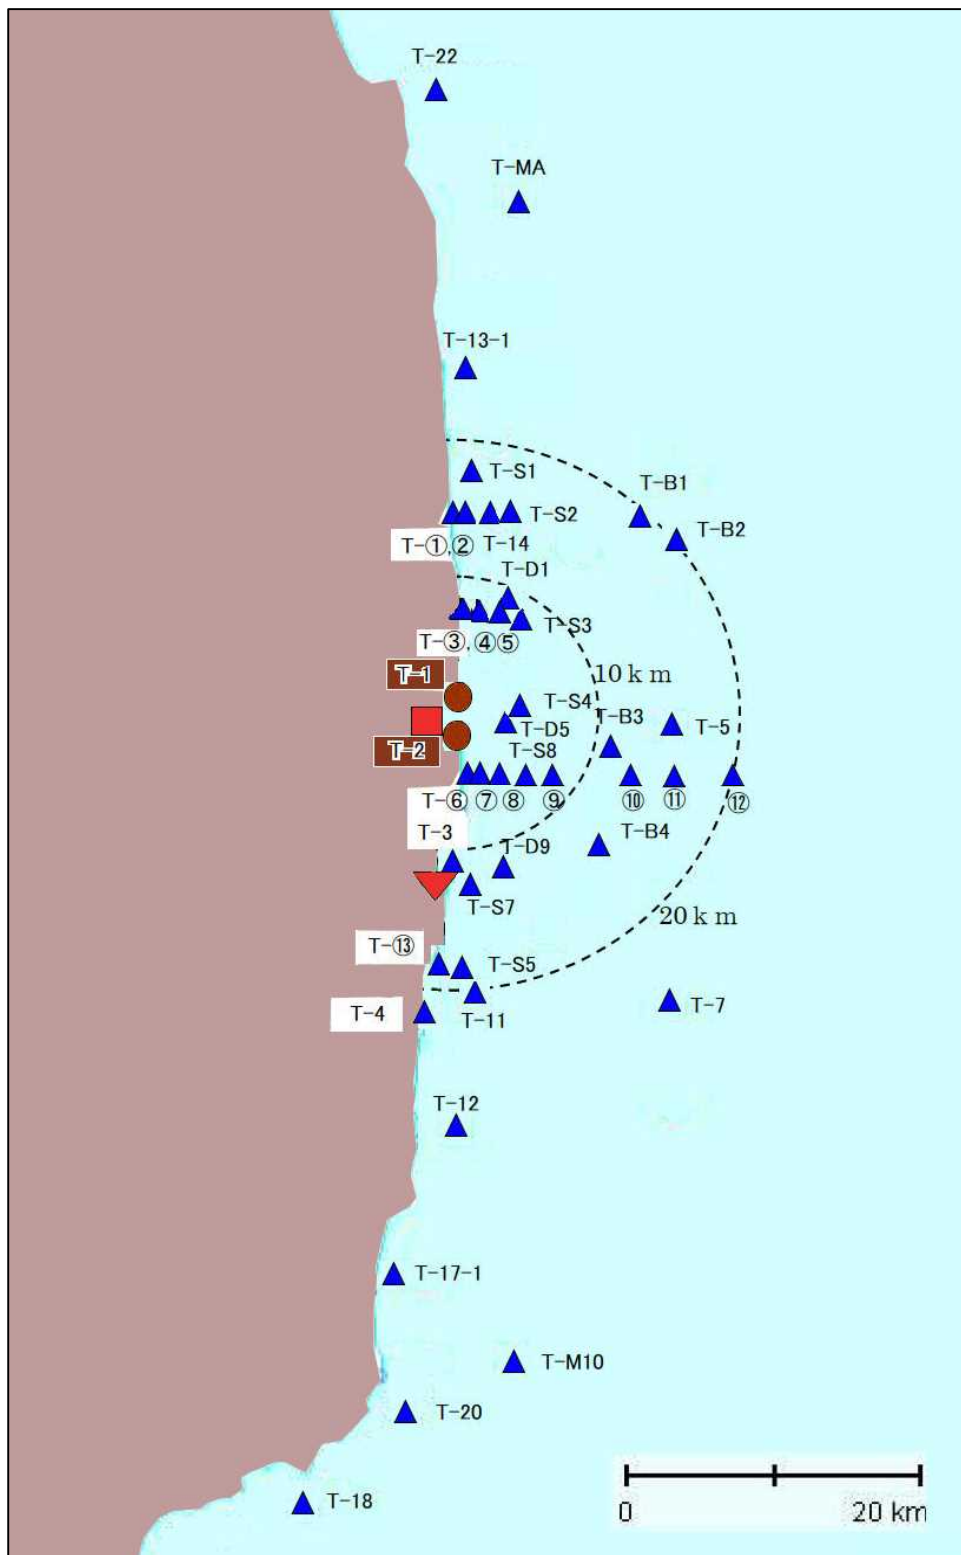 T-22
T-MA
T-13-1
T-S1
T-B1
T-S2
T-B2
T-①,② T-14
T-D1
T-S3
T-③,④⑤
T-1
10 km
T-S4
T-B3
T-5
T-D5
T-2
T-S8
T-⑥ ⑦ ⑧ ⑨ ⑩ ⑪ ⑫
T-3
T-B4
T-D9
T-S7
20 km
T-⑬
T-S5
T-7
T-4
T-11
T-12
T-17-1
T-M10
T-20
T-18
0 20 km